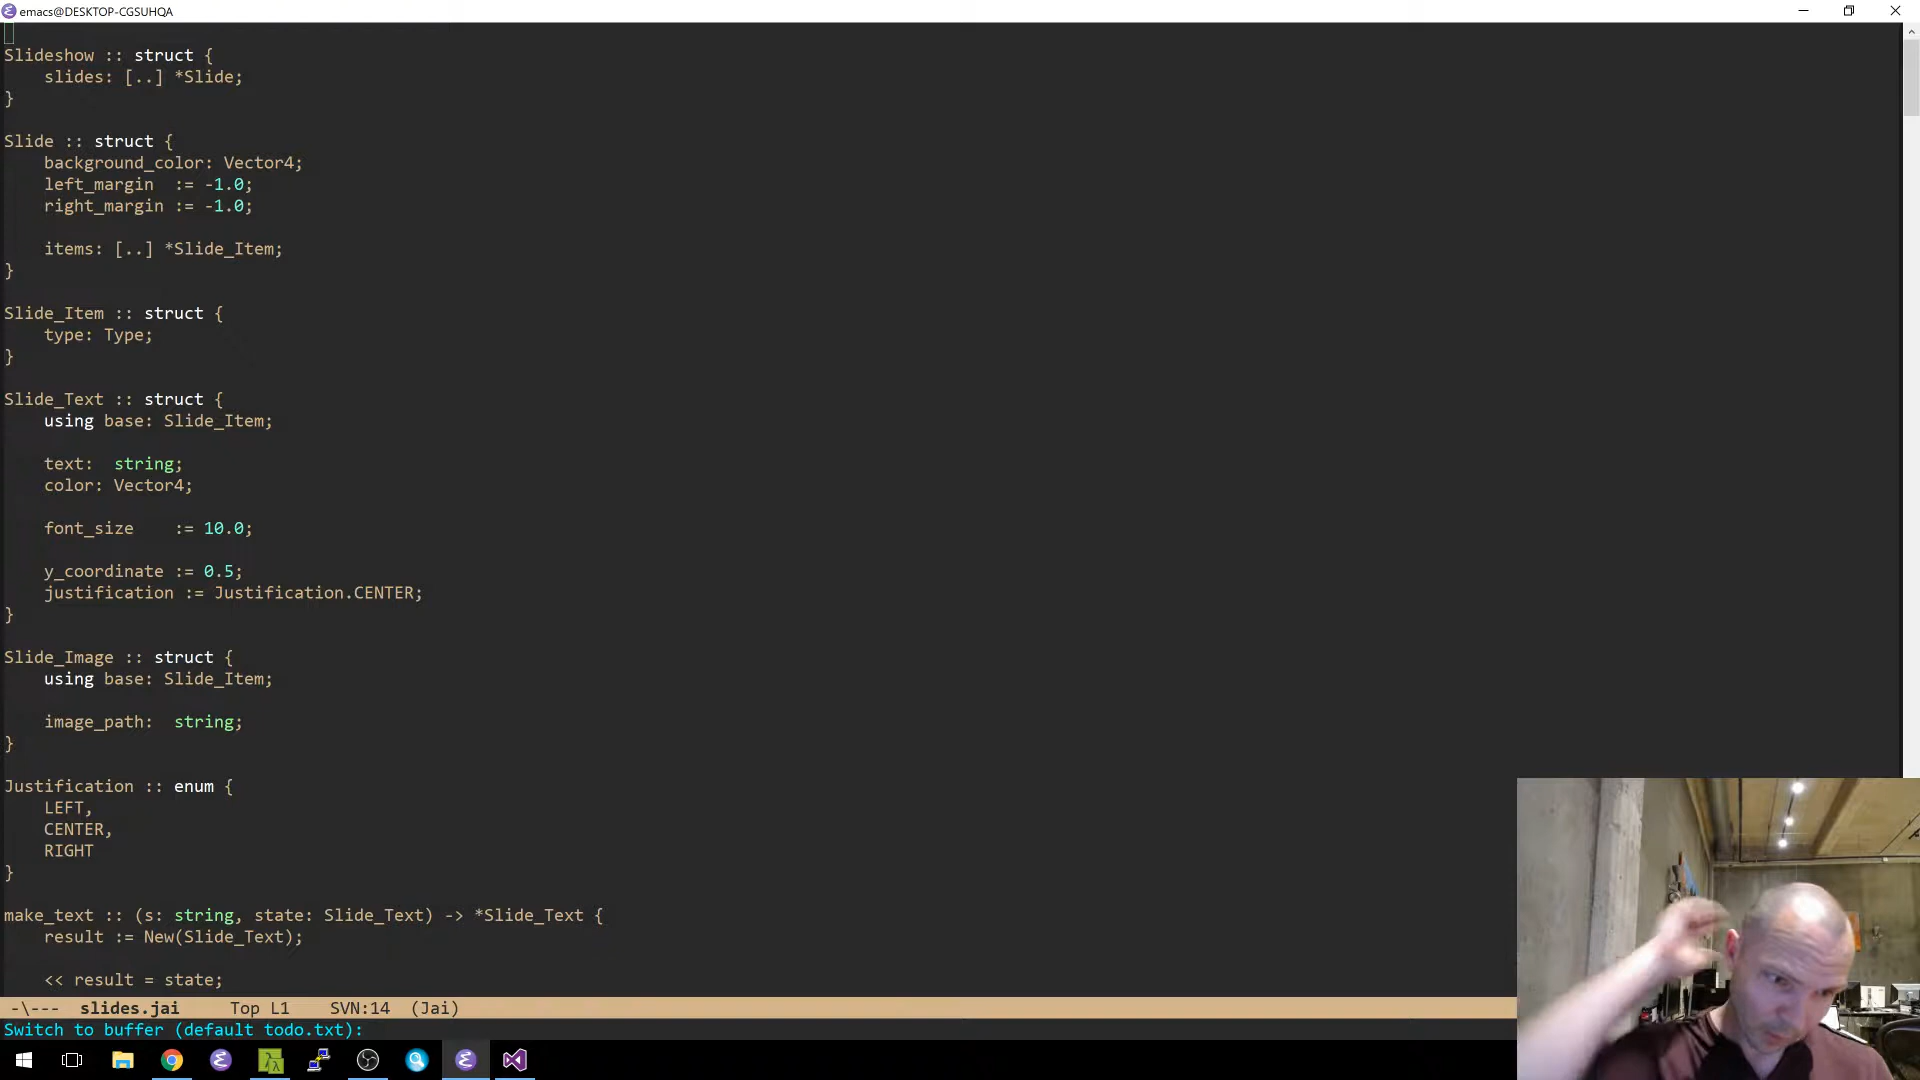 emacs@DESKTOP-CGSUHQA
Slideshow :: struct {
    slides: [..] *Slide;
}
Slide :: struct {
    background_color: Vector4;
    left_margin  := -1.0;
    right_margin := -1.0;
    items: [..] *Slide_Item;
}
Slide_Item :: struct {
    type: Type;
}
Slide_Text :: struct {
    using base: Slide_Item;
    text:  string;
    color: Vector4;
    font_size    := 10.0;
    y_coordinate := 0.5;
    justification := Justification.CENTER;
}
Slide_Image :: struct {
    using base: Slide_Item;
    image_path:  string;
}
Justification :: enum {
    LEFT,
    CENTER,
    RIGHT
}
make_text :: (s: string, state: Slide_Text) -> *Slide_Text {
    result := New(Slide_Text);
    << result = state;
-\---  slides.jai     Top L1    SVN:14  (Jai)
Switch to buffer (default todo.txt):